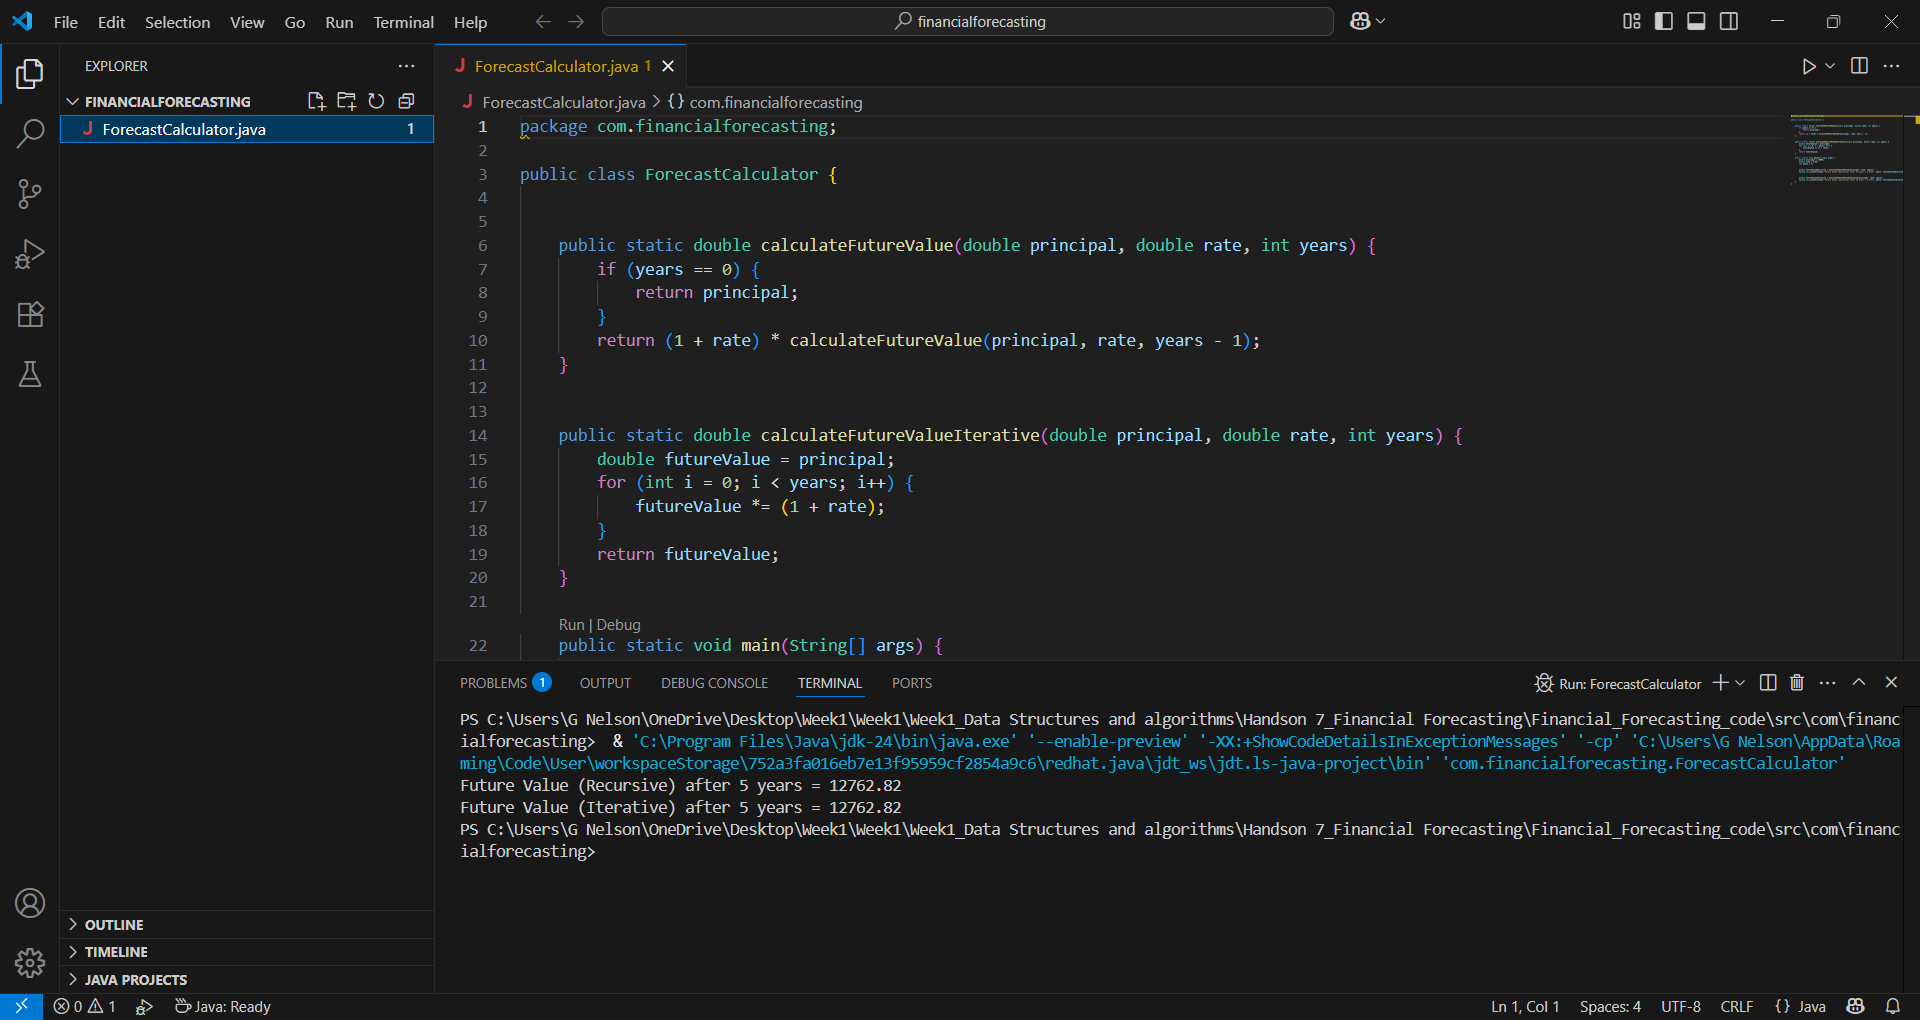 File Edit Selection View Go Run Terminal Help
financialforecasting
EXPLORER
FINANCIALFORECASTING
J ForecastCalculator.java 1
J ForecastCalculator.java 1
J ForecastCalculator.java > {} com.financialforecasting
1 package com.financialforecasting;
2
3 public class ForecastCalculator {
4
5
6 public static double calculateFutureValue(double principal, double rate, int years) {
7 if (years == 0) {
8 return principal;
9 }
10 return (1 + rate) * calculateFutureValue(principal, rate, years - 1);
11 }
12
13
14 public static double calculateFutureValueIterative(double principal, double rate, int years) {
15 double futureValue = principal;
16 for (int i = 0; i < years; i++) {
17 futureValue *= (1 + rate);
18 }
19 return futureValue;
20 }
21
Run | Debug
22 public static void main(String[] args) {
PROBLEMS 1 OUTPUT DEBUG CONSOLE TERMINAL PORTS
Run: ForecastCalculator
PS C:\Users\G Nelson\OneDrive\Desktop\Week1\Week1\Week1_Data Structures and algorithms\Handson 7_Financial Forecasting\Financial_Forecasting_code\src\com\financ
ialforecasting>  & 'C:\Program Files\Java\jdk-24\bin\java.exe' '--enable-preview' '-XX:+ShowCodeDetailsInExceptionMessages' '-cp' 'C:\Users\G Nelson\AppData\Roa
ming\Code\User\workspaceStorage\752a3fa016eb7e13f95959cf2854a9c6\redhat.java\jdt_ws\jdt.ls-java-project\bin' 'com.financialforecasting.ForecastCalculator'
Future Value (Recursive) after 5 years = 12762.82
Future Value (Iterative) after 5 years = 12762.82
PS C:\Users\G Nelson\OneDrive\Desktop\Week1\Week1\Week1_Data Structures and algorithms\Handson 7_Financial Forecasting\Financial_Forecasting_code\src\com\financ
ialforecasting>
OUTLINE
TIMELINE
JAVA PROJECTS
0 1 Java: Ready
Ln 1, Col 1 Spaces: 4 UTF-8 CRLF {} Java